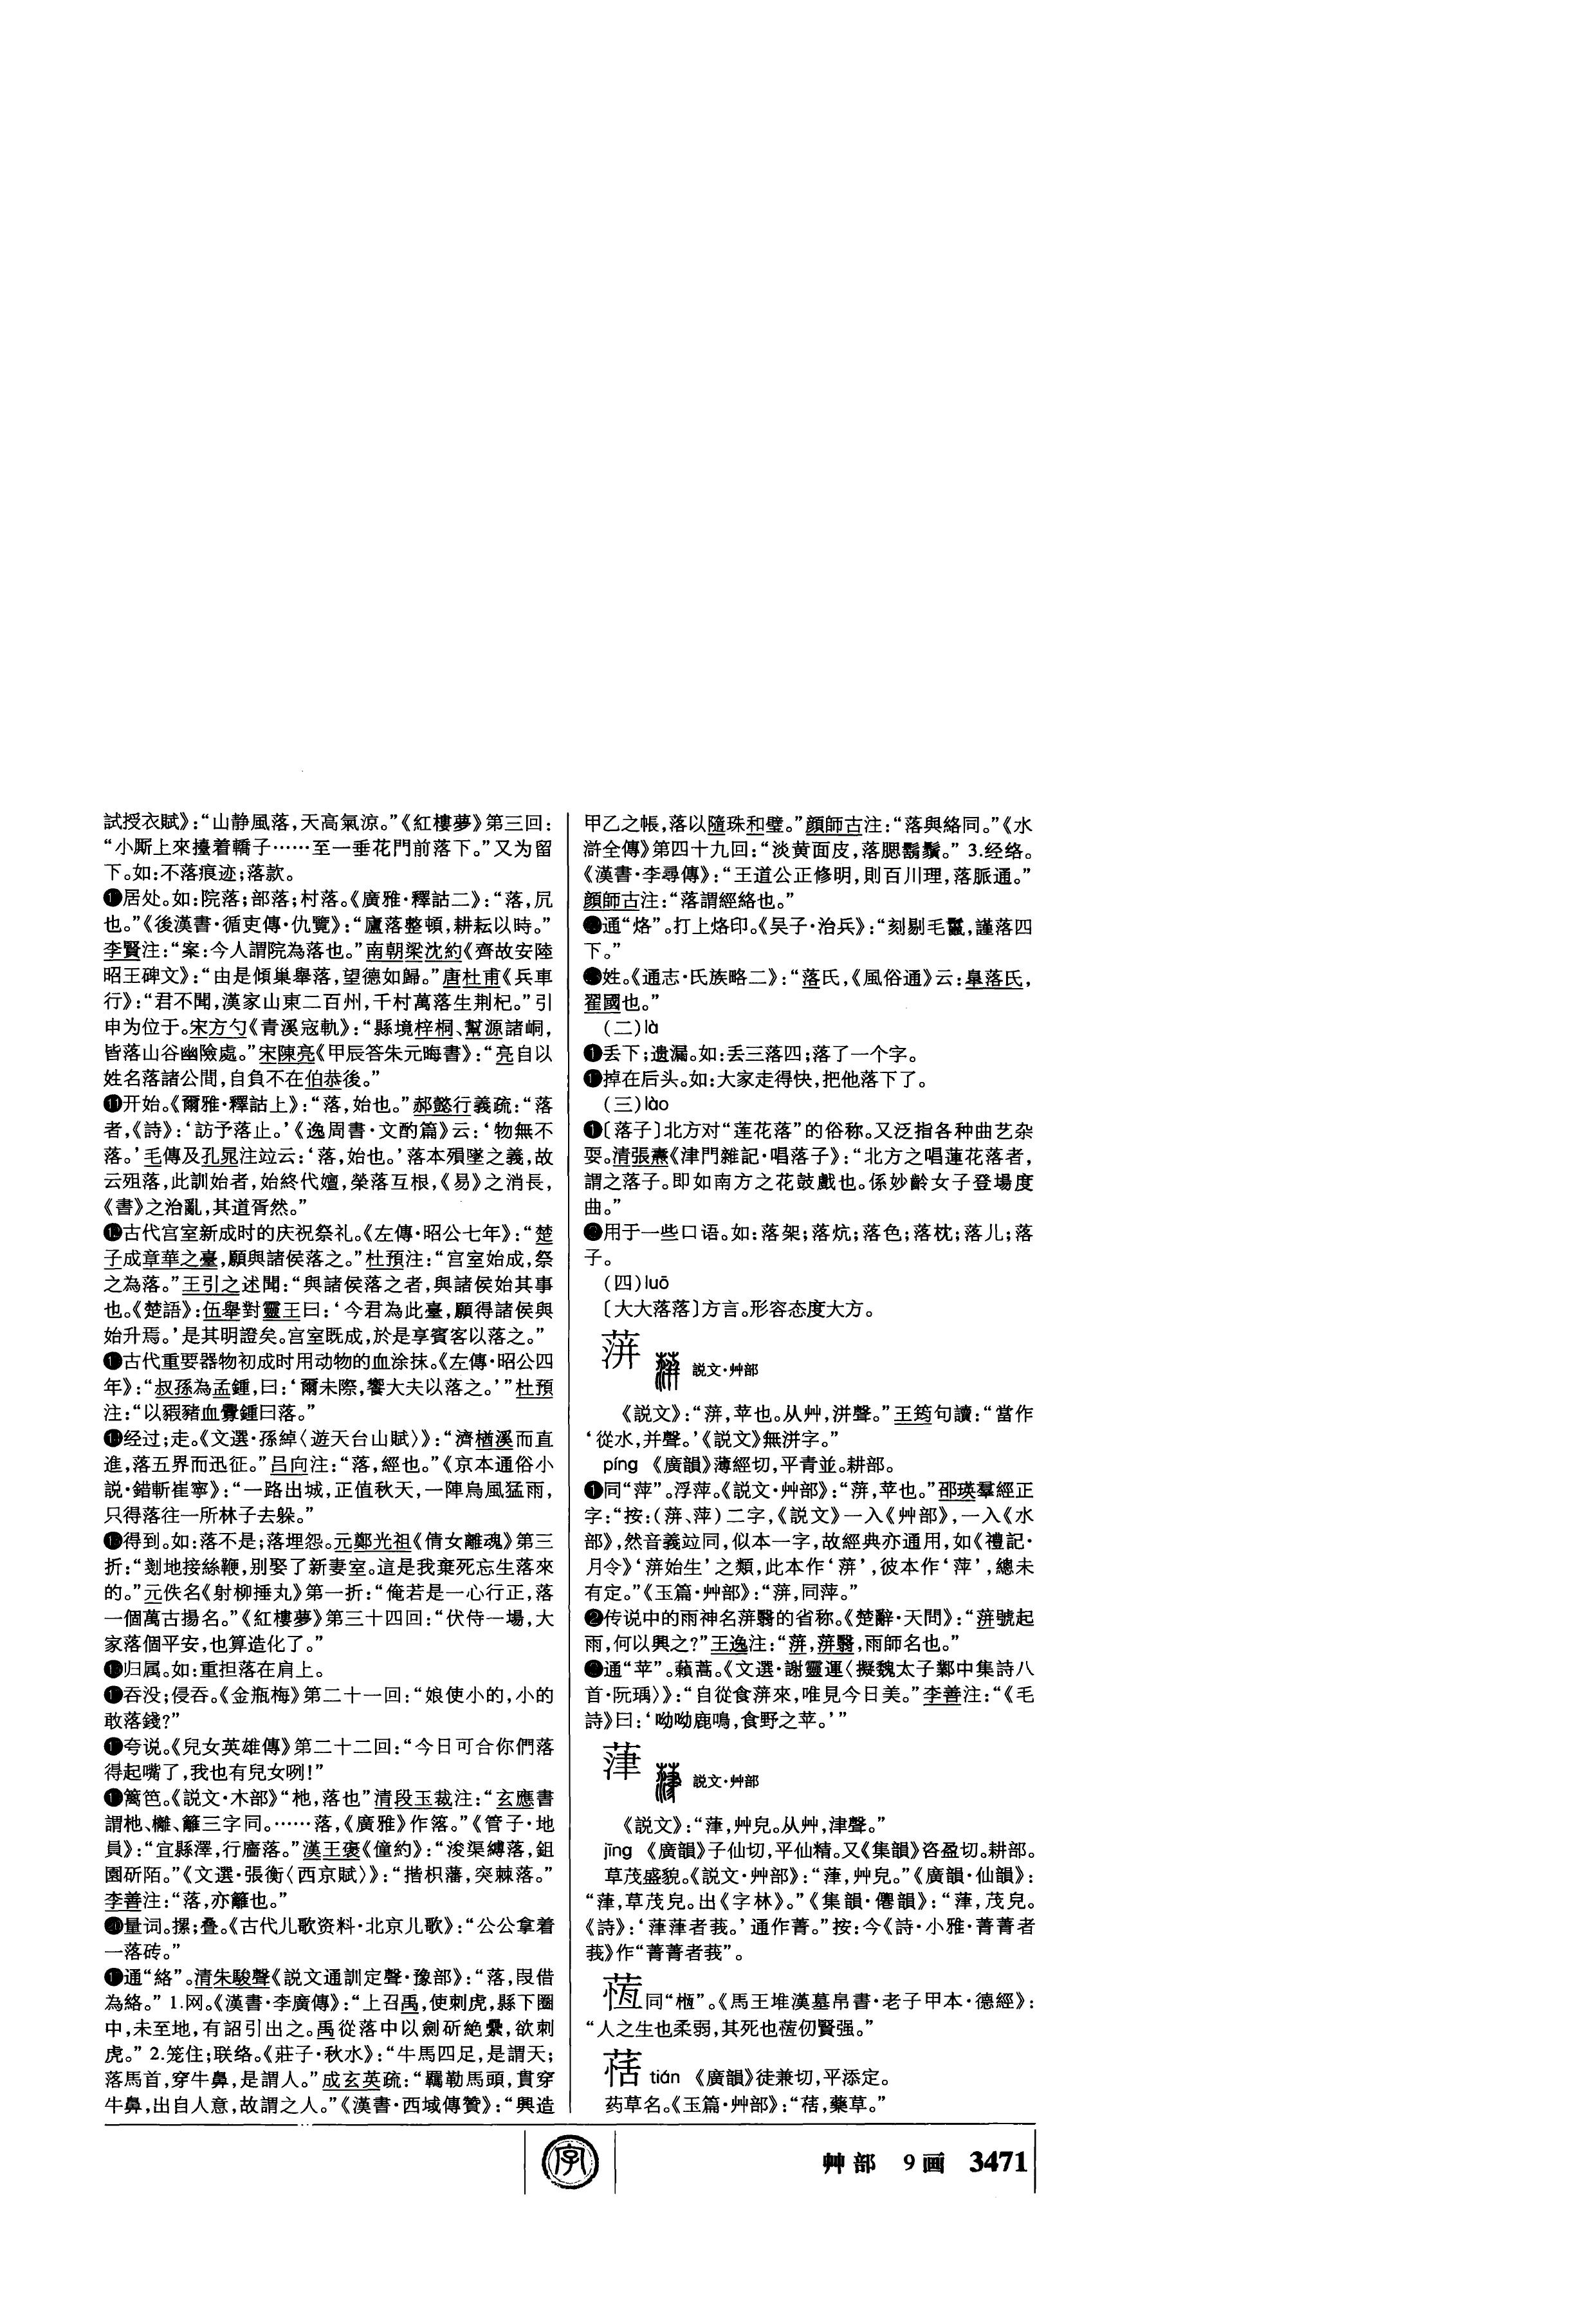 試授衣賦》:“山静風落,天高氣涼。”《紅樓夢》第三回:
“小厮上來擡着轎子……至一垂花門前落下。”又为留
下。如:不落痕迹;落款。
居处。如:院落;部落;村落。《廣雅·釋詁二》:“落,凥
也。”《後漢書·循吏傳·仇覽》:“廬落整頓,耕耘以時。”
李賢注:“案:今人謂院為落也。”南朝梁沈約《齊故安陸
昭王碑文》:“由是傾巢舉落,望德如歸。”唐杜甫《兵車
行》:“君不聞,漢家山東二百州,千村萬落生荆杞。”引
申为位于。宋方勺《青溪寇軌》:“縣境梓桐、幫源諸峒,
皆落山谷幽險處。”宋陳亮《甲辰答朱元晦書》:“亮自以
姓名落諸公間,自負不在伯恭後。”
⓫开始。《爾雅·釋詁上》:“落,始也。”郝懿行義疏:“落
者,《詩》:‘訪予落止。’《逸周書·文酌篇》云:‘物無不
落。’毛傳及孔晁注竝云:‘落,始也。’落本殞墜之義,故
云殂落,此訓始者,始終代嬗,榮落互根,《易》之消長,
《書》之治亂,其道胥然。”
⓬古代宫室新成时的庆祝祭礼。《左傳·昭公七年》:“楚
子成章華之臺,願與諸侯落之。”杜預注:“宫室始成,祭
之為落。”王引之述聞:“與諸侯落之者,與諸侯始其事
也。《楚語》:伍舉對靈王曰:‘今君為此臺,願得諸侯與
始升焉。’是其明證矣。宫室既成,於是享賓客以落之。”
古代重要器物初成时用动物的血涂抹。《左傳·昭公四
年》:“叔孫為孟鍾,曰:‘爾未際,饗大夫以落之。’”杜預
注:“以豭豬血釁鍾曰落。”
经过;走。《文選·孫綽〈遊天台山賦〉》:“濟楢溪而直
進,落五界而迅征。”吕向注:“落,經也。”《京本通俗小
説·錯斬崔寧》:“一路出城,正值秋天,一陣烏風猛雨,
只得落往一所林子去躲。”
得到。如:落不是;落埋怨。元鄭光祖《倩女離魂》第三
折:“剗地接絲鞭,别娶了新妻室。這是我棄死忘生落來
的。”元佚名《射柳捶丸》第一折:“俺若是一心行正,落
一個萬古揚名。”《紅樓夢》第三十四回:“伏侍一場,大
家落個平安,也算造化了。”
归属。如:重担落在肩上。
吞没;侵吞。《金瓶梅》第二十一回:“娘使小的,小的
敢落錢?”
夸说。《兒女英雄傳》第二十二回:“今日可合你們落
得起嘴了,我也有兒女咧!”
篱笆。《説文·木部》“杝,落也”清段玉裁注:“玄應書
謂杝、欏、籬三字同。……落,《廣雅》作落。”《管子·地
員》:“宜縣澤,行廧落。”漢王褒《僮約》:“浚渠縛落,鉏
園斫陌。”《文選·張衡〈西京賦〉》:“揩枳藩,突棘落。”
李善注:“落,亦籬也。”
量词。摞;叠。《古代儿歌资料·北京儿歌》:“公公拿着
一落砖。”
通“絡”。清朱駿聲《説文通訓定聲·豫部》:“落,叚借
為絡。” 1.网。《漢書·李廣傳》:“上召禹,使刺虎,縣下圈
中,未至地,有詔引出之。禹從落中以劍斫絶纍,欲刺
虎。” 2.笼住;联络。《莊子·秋水》:“牛馬四足,是謂天;
落馬首,穿牛鼻,是謂人。”成玄英疏:“羈勒馬頭,貫穿
牛鼻,出自人意,故謂之人。”《漢書·西域傳贊》:“興造
甲乙之帳,落以隨珠和璧。”顔師古注:“落與絡同。”《水
滸全傳》第四十九回:“淡黄面皮,落腮鬍鬚。” 3.经络。
《漢書·李尋傳》:“王道公正修明,則百川理,落脈通。”
顔師古注:“落謂經絡也。”
通“烙”。打上烙印。《吴子·治兵》:“刻剔毛鬣,謹落四
下。”
姓。《通志·氏族略二》:“落氏,《風俗通》云:皋落氏,
翟國也。”
(二)là
❶丢下;遗漏。如:丢三落四;落了一个字。
掉在后头。如:大家走得快,把他落下了。
(三)lào
❶〔落子〕北方对“莲花落”的俗称。又泛指各种曲艺杂
耍。清張燾《津門雜記·唱落子》:“北方之唱蓮花落者,
謂之落子。即如南方之花鼓戲也。係妙齡女子登場度
曲。”
❷用于一些口语。如:落架;落炕;落色;落枕;落儿;落
子。
(四)luō
〔大大落落〕方言。形容态度大方。
蓱 説文·艸部
《説文》:“蓱,苹也。从艸,洴聲。”王筠句讀:“當作
‘從水,并聲。’《説文》無洴字。”
píng 《廣韻》薄經切,平青並。耕部。
❶同“萍”。浮萍。《説文·艸部》:“蓱,苹也。”邵瑛羣經正
字:“按:(蓱、萍)二字,《説文》一入《艸部》,一入《水
部》,然音義竝同,似本一字,故經典亦通用,如《禮記·
月令》‘蓱始生’之類,此本作‘蓱’,彼本作‘萍’,總未
有定。”《玉篇·艸部》:“蓱,同萍。”
❷传说中的雨神名蓱翳的省称。《楚辭·天問》:“蓱號起
雨,何以興之?”王逸注:“蓱,蓱翳,雨師名也。”
❸通“苹”。藾蒿。《文選·謝靈運〈擬魏太子鄴中集詩八
首·阮瑀〉》:“自從食蓱來,唯見今日美。”李善注:“《毛
詩》曰:‘呦呦鹿鳴,食野之苹。’”
葏 説文·艸部
《説文》:“葏,艸皃。从艸,津聲。”
jīng 《廣韻》子仙切,平仙精。又《集韻》咨盈切。耕部。
草茂盛貌。《説文·艸部》:“葏,艸皃。”《廣韻·仙韻》:
“葏,草茂皃。出《字林》。”《集韻·僊韻》:“葏,茂皃。
《詩》:‘葏葏者莪。’通作菁。”按:今《詩·小雅·菁菁者
莪》作“菁菁者莪”。
萖同“㮓”。《馬王堆漢墓帛書·老子甲本·德經》:
“人之生也柔弱,其死也䓘仞賢强。”
菾 tián 《廣韻》徒兼切,平添定。
药草名。《玉篇·艸部》:“,藥草。”
字
艸部 9画 3471